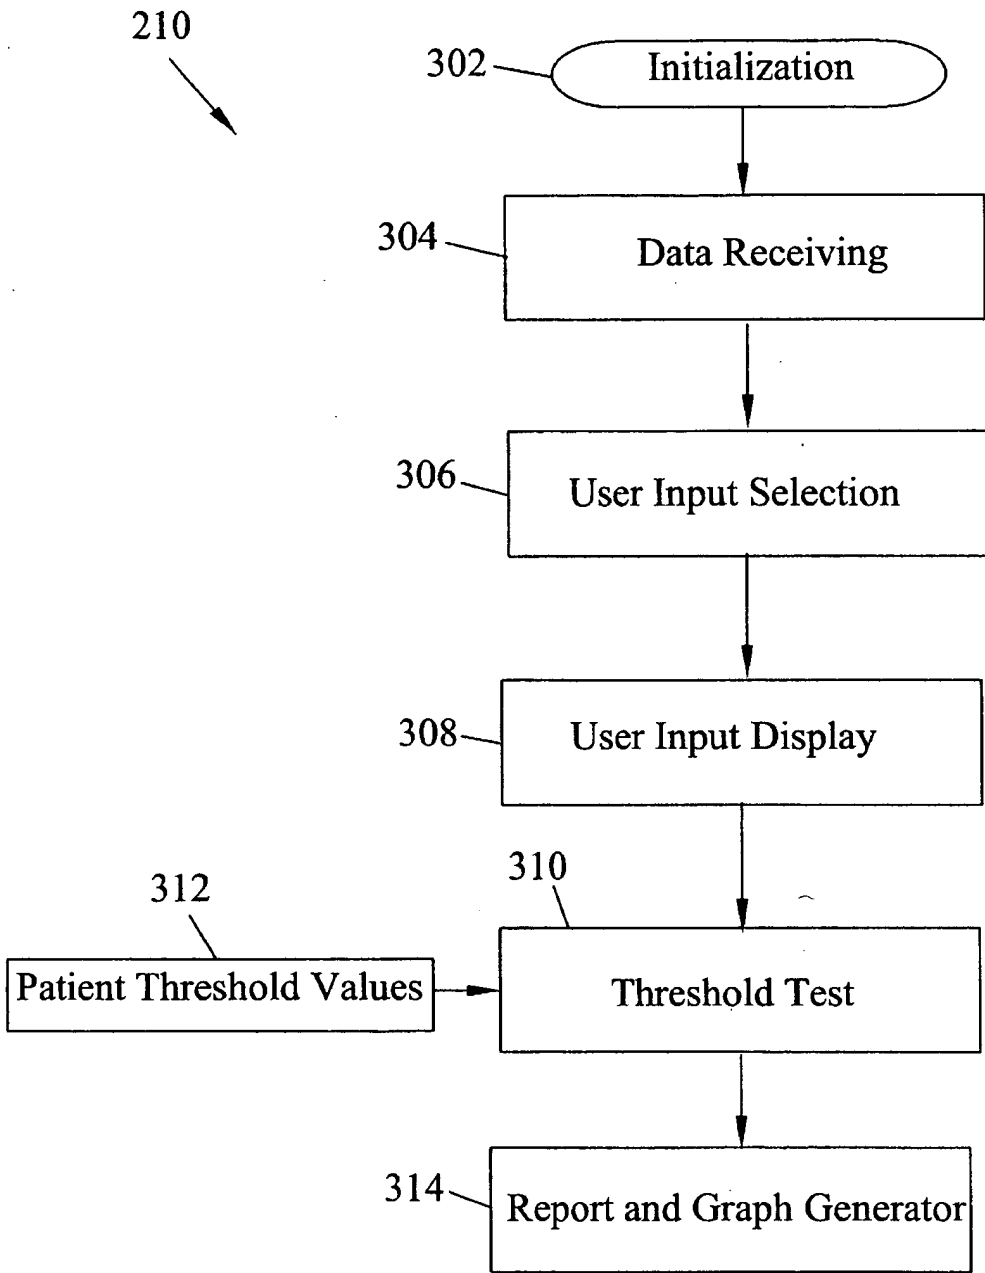 210
302
Initialization
304
Data Receiving
306
User Input Selection
308
User Input Display
310
312
Patient Threshold Values
Threshold Test
314
Report and Graph Generator